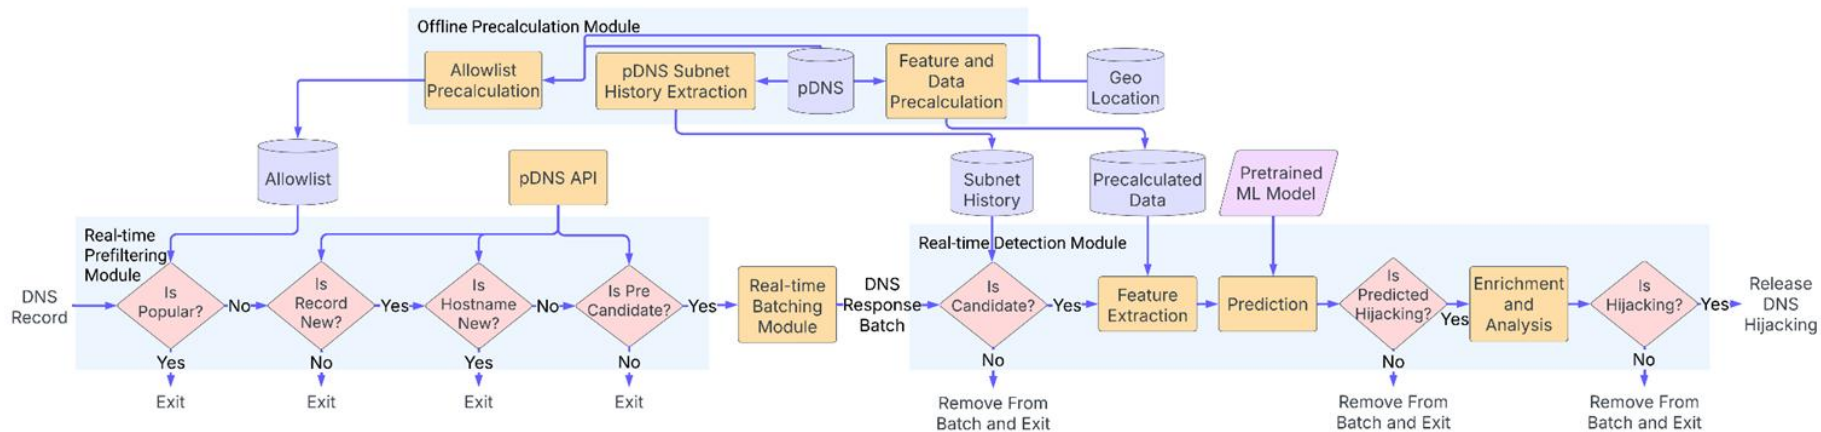 Offline Precalculation Module
Allowlist
Precalculation
pDNS Subnet
History Extraction
pDNS
Feature and
Data
Precalculation
Geo
Location
Allowlist
pDNS API
Subnet
History
Precalculated
Data
Pretrained
ML Model
Real-time
Prefiltering
Module
DNS
Record
Is
Popular?
No
Yes
Exit
Is
Record
New?
Yes
No
Exit
Is
Hostname
New?
No
Yes
Exit
Is Pre
Candidate?
Yes
No
Exit
Real-time
Batching
Module
DNS
Response
Batch
Real-time Detection Module
Is
Candidate?
Yes
No
Remove From
Batch and Exit
Feature
Extraction
Prediction
Is
Predicted
Hijacking?
Yes
No
Remove From
Batch and Exit
Enrichment
and
Analysis
Is
Hijacking?
Yes
No
Remove From
Batch and Exit
Release
DNS
Hijacking